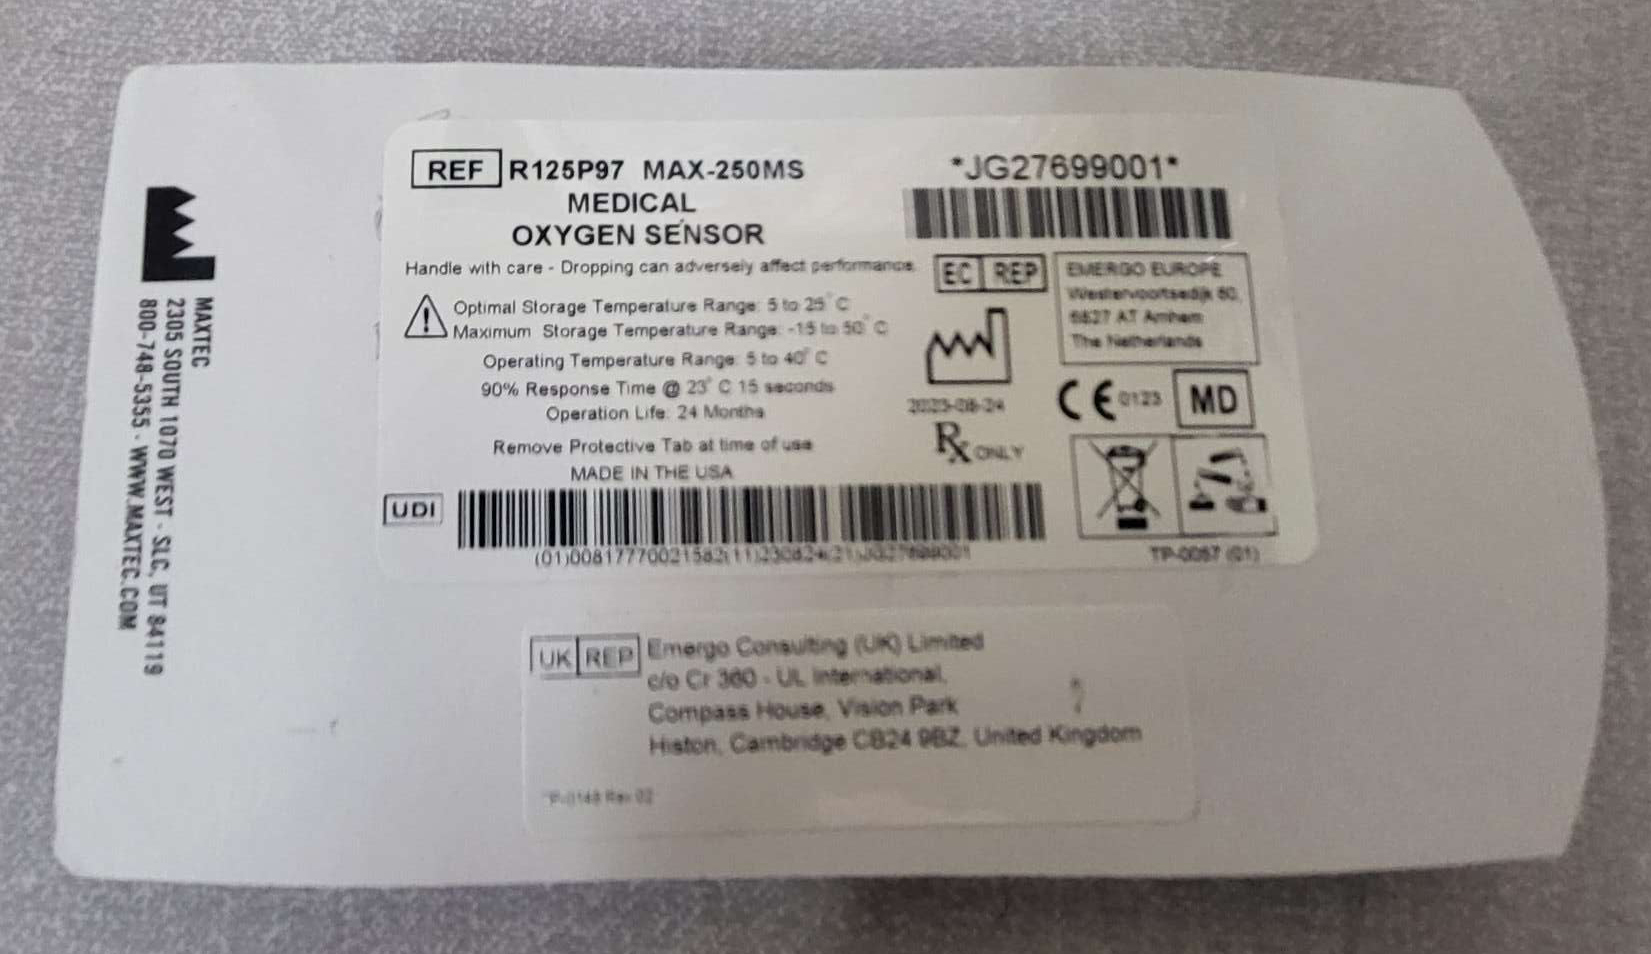 REF R125P97 MAX-250MS
MEDICAL
OXYGEN SENSOR
Handle with care - Dropping can adversely affect performance
Optimal Storage Temperature Range: 5 to 25° C
Maximum Storage Temperature Range: -15 to 50° C
Operating Temperature Range: 5 to 40° C
90% Response Time @ 23° C 15 seconds
Operation Life: 24 Months
Remove Protective Tab at time of use
MADE IN THE USA
*JG27699001*
EC REP
EMERGO EUROPE
Westervoortsedijk 60,
6827 AT Arnhem
The Netherlands
2023-08-24
Rx ONLY
CE 0123
MD
UDI
(01)00817770021582(11)230824(21)JG27699001
TP-0057 (01)
UK REP
Emergo Consulting (UK) Limited
c/o Cr 360 - UL International,
Compass House, Vision Park
Histon, Cambridge CB24 9BZ, United Kingdom
MAXTEC
2305 SOUTH 1070 WEST - SLC, UT 84119
800-748-5355 - WWW.MAXTEC.COM